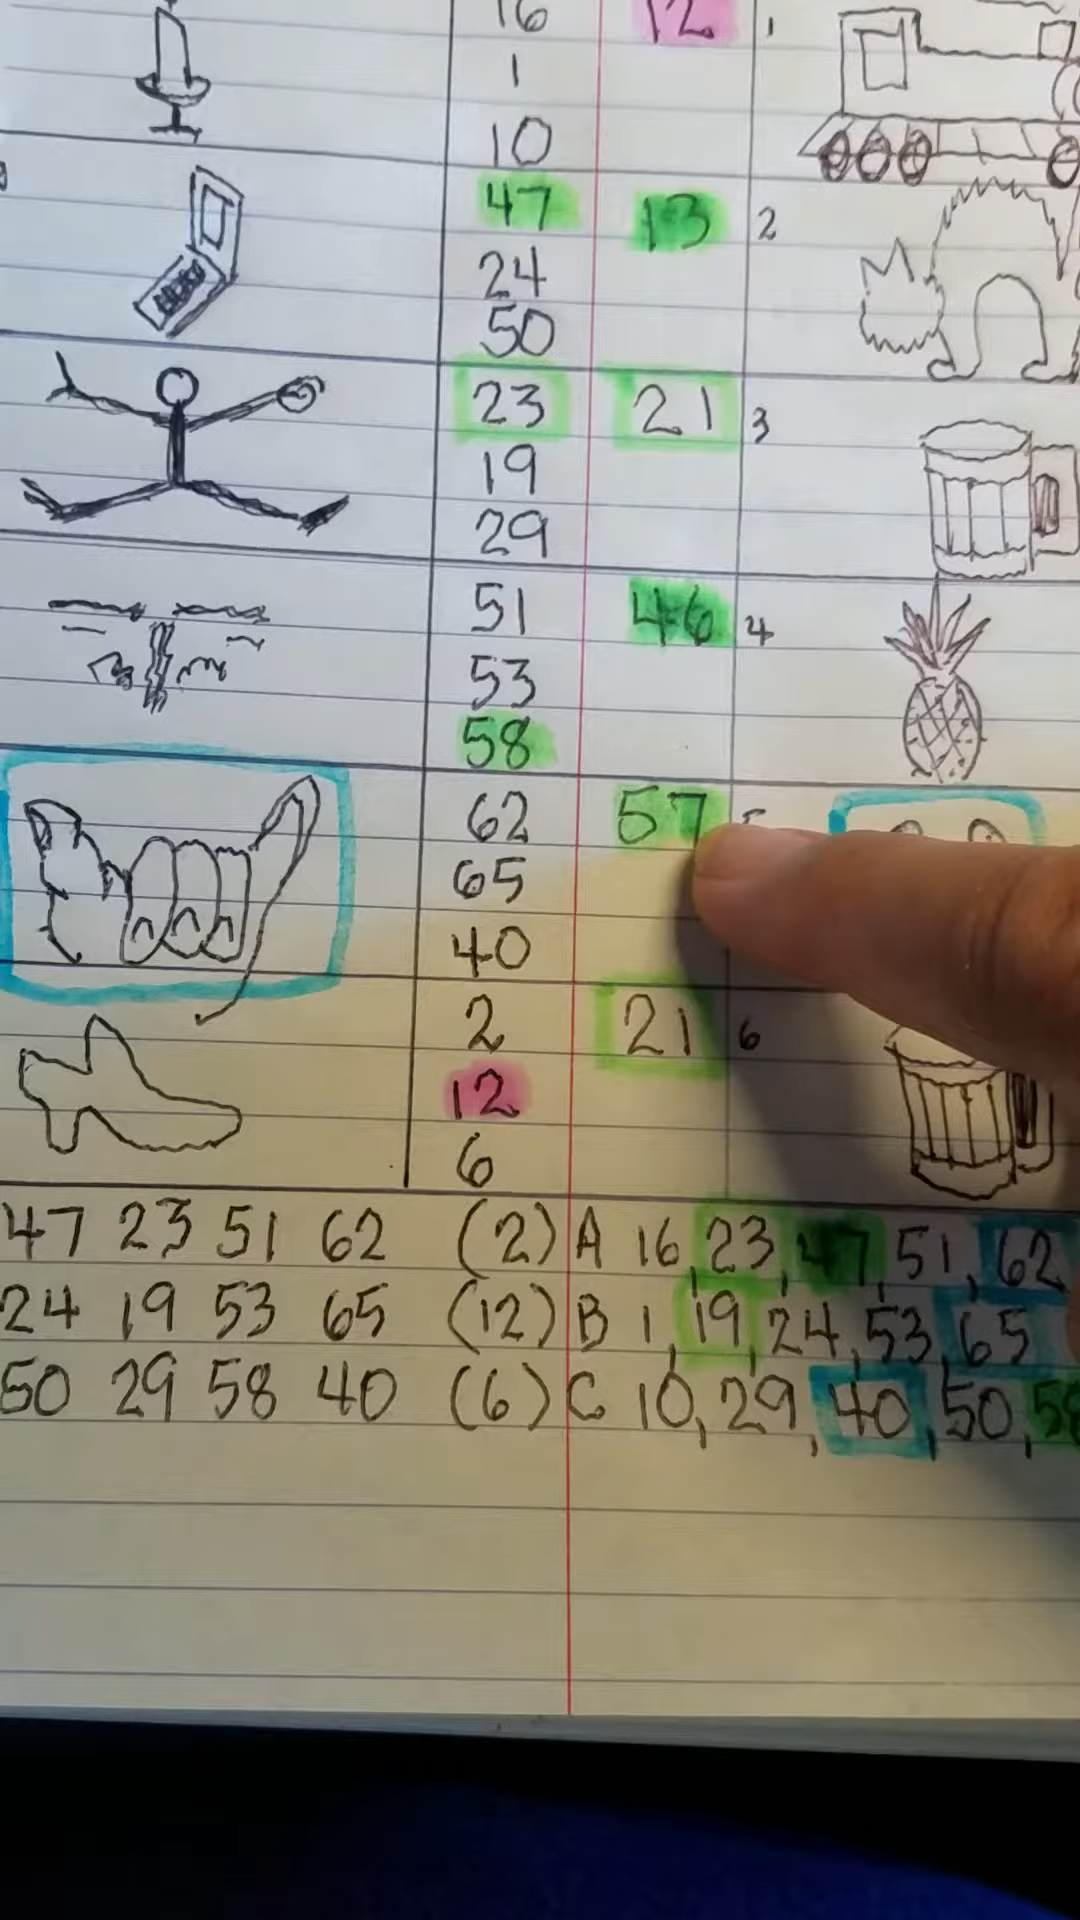 16 12 1
1
10
47 13 2
24
50
23 21 3
19
29
51 46 4
53
58
62 57 5
65
40
2 21 6
12
6
47 23 51 62 (2) A 16, 23, 47, 51, 62
24 19 53 65 (12) B 1, 19, 24, 53, 65
50 29 58 40 (6) C 10, 29, 40, 50, 58